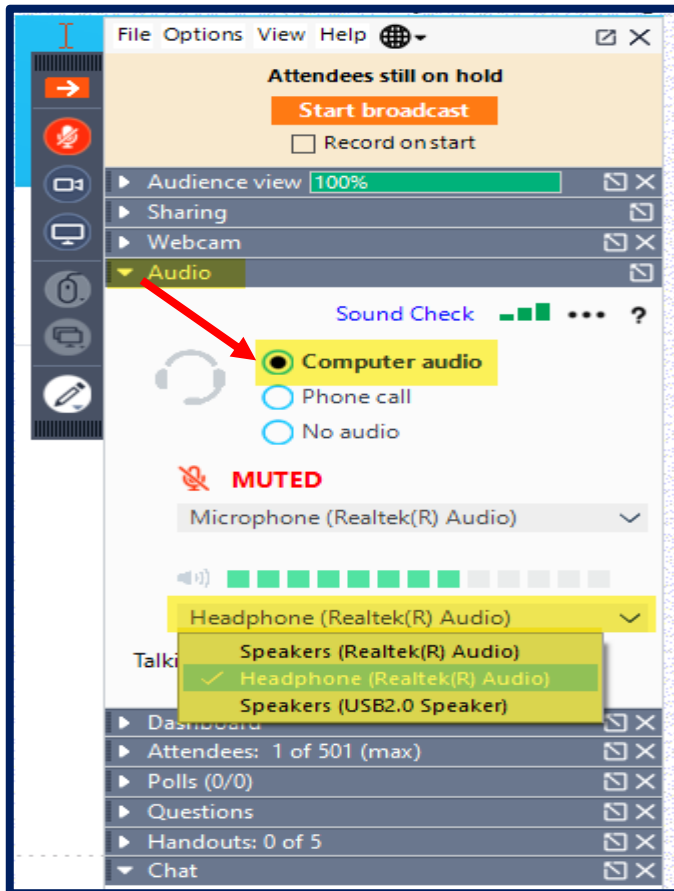 File Options View Help
Attendees still on hold
Start broadcast
Record on start
Audience view 100%
Sharing
Webcam
Audio
Sound Check ?
Computer audio
Phone call
No audio
MUTED
Microphone (Realtek(R) Audio)
Headphone (Realtek(R) Audio)
Speakers (Realtek(R) Audio)
Talki
Headphone (Realtek(R) Audio)
Speakers (USB2.0 Speaker)
Dashboard
Attendees: 1 of 501 (max)
Polls (0/0)
Questions
Handouts: 0 of 5
Chat